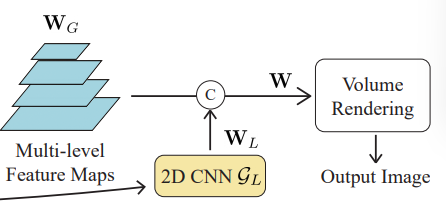 W_G
Multi-level
Feature Maps
C
W
W_L
2D CNN 𝒢_L
Volume
Rendering
Output Image